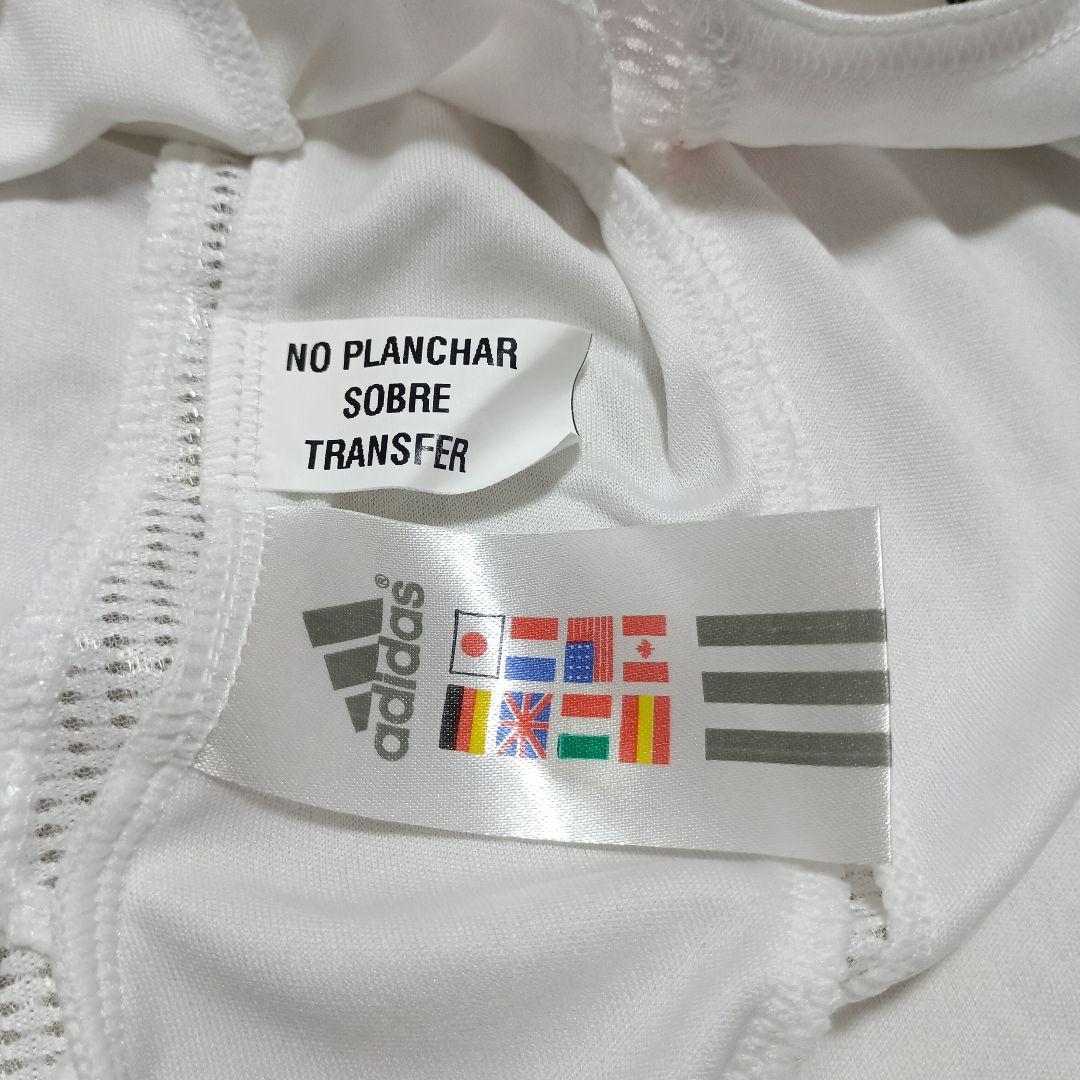 NO PLANCHAR
SOBRE
TRANSFER
adidas®